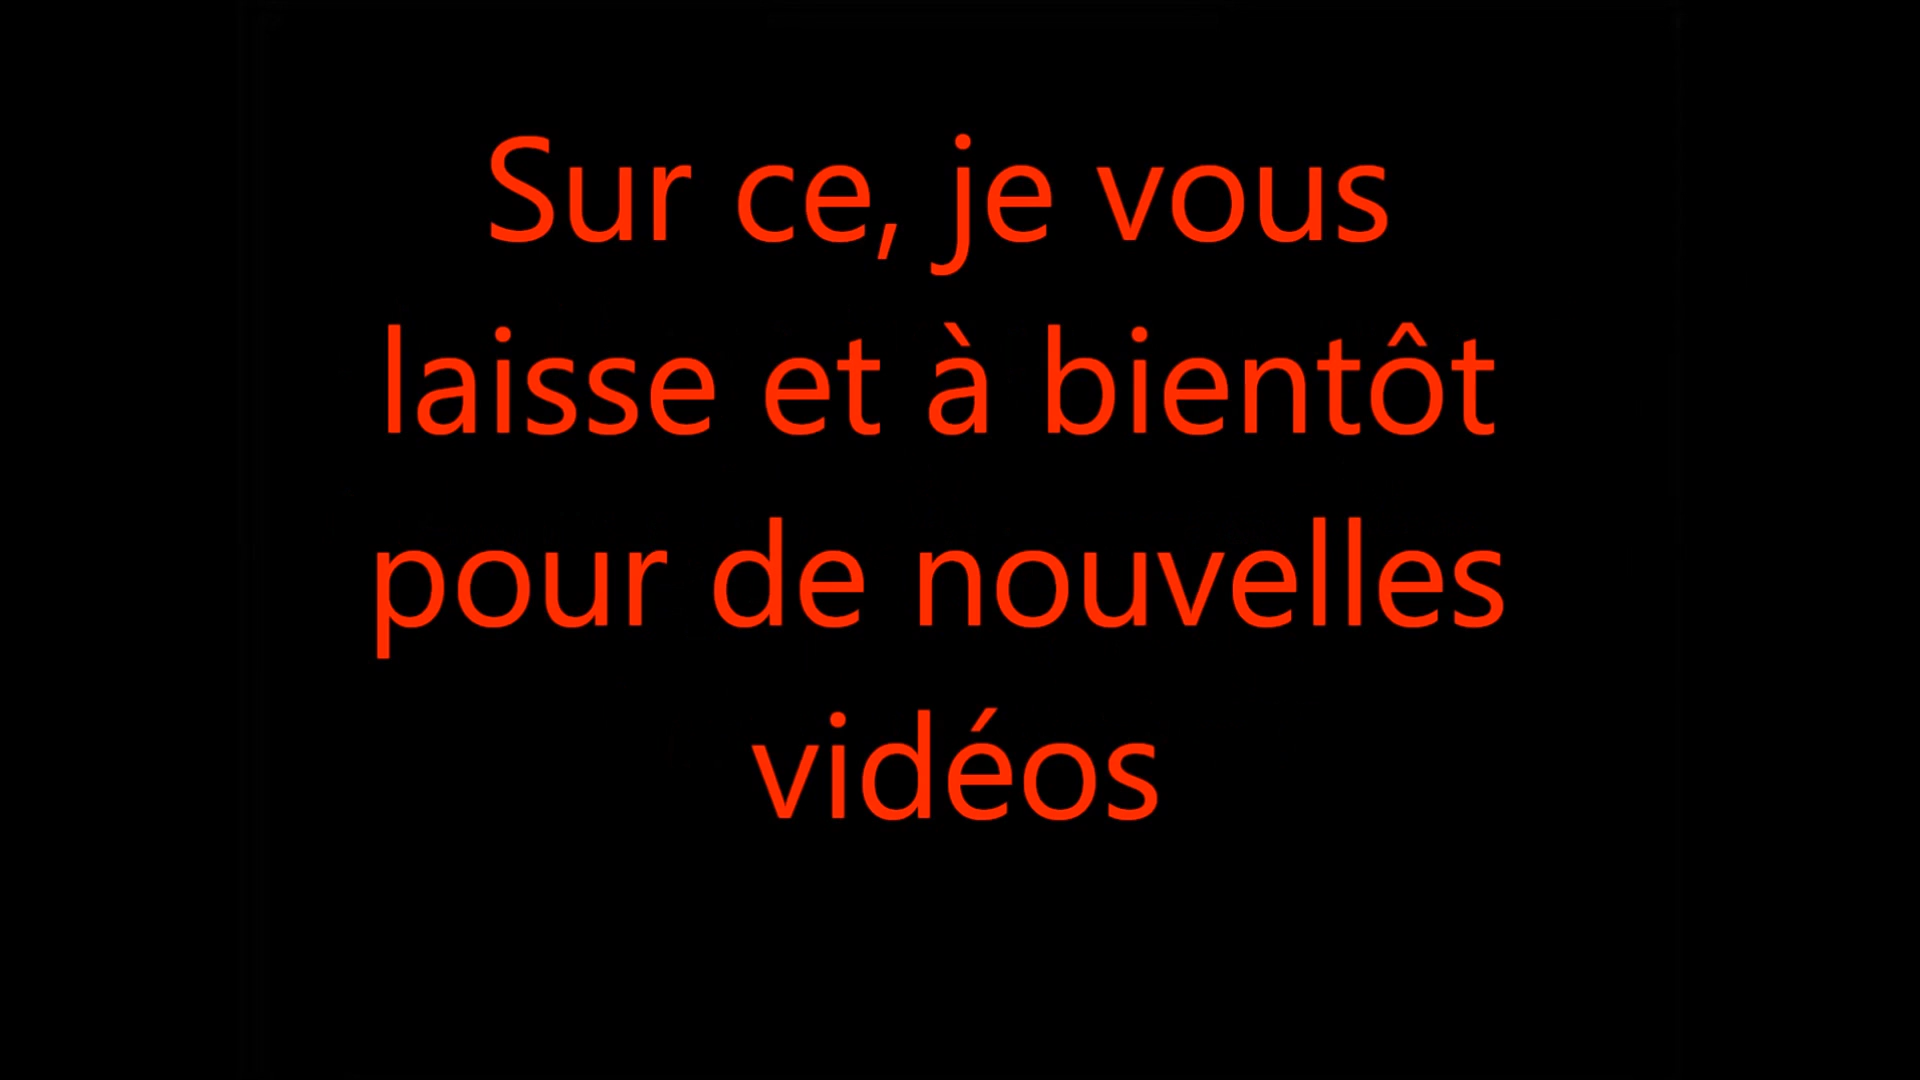 Sur ce, je vous
laisse et à bientôt
pour de nouvelles
vidéos